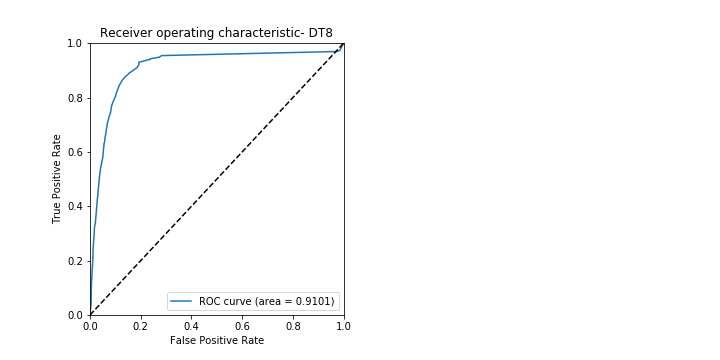 Receiver operating characteristic- DT8
True Positive Rate
1.0
0.8
0.6
0.4
0.2
0.0
ROC curve (area = 0.9101)
0.0 0.2 0.4 0.6 0.8 1.0
False Positive Rate